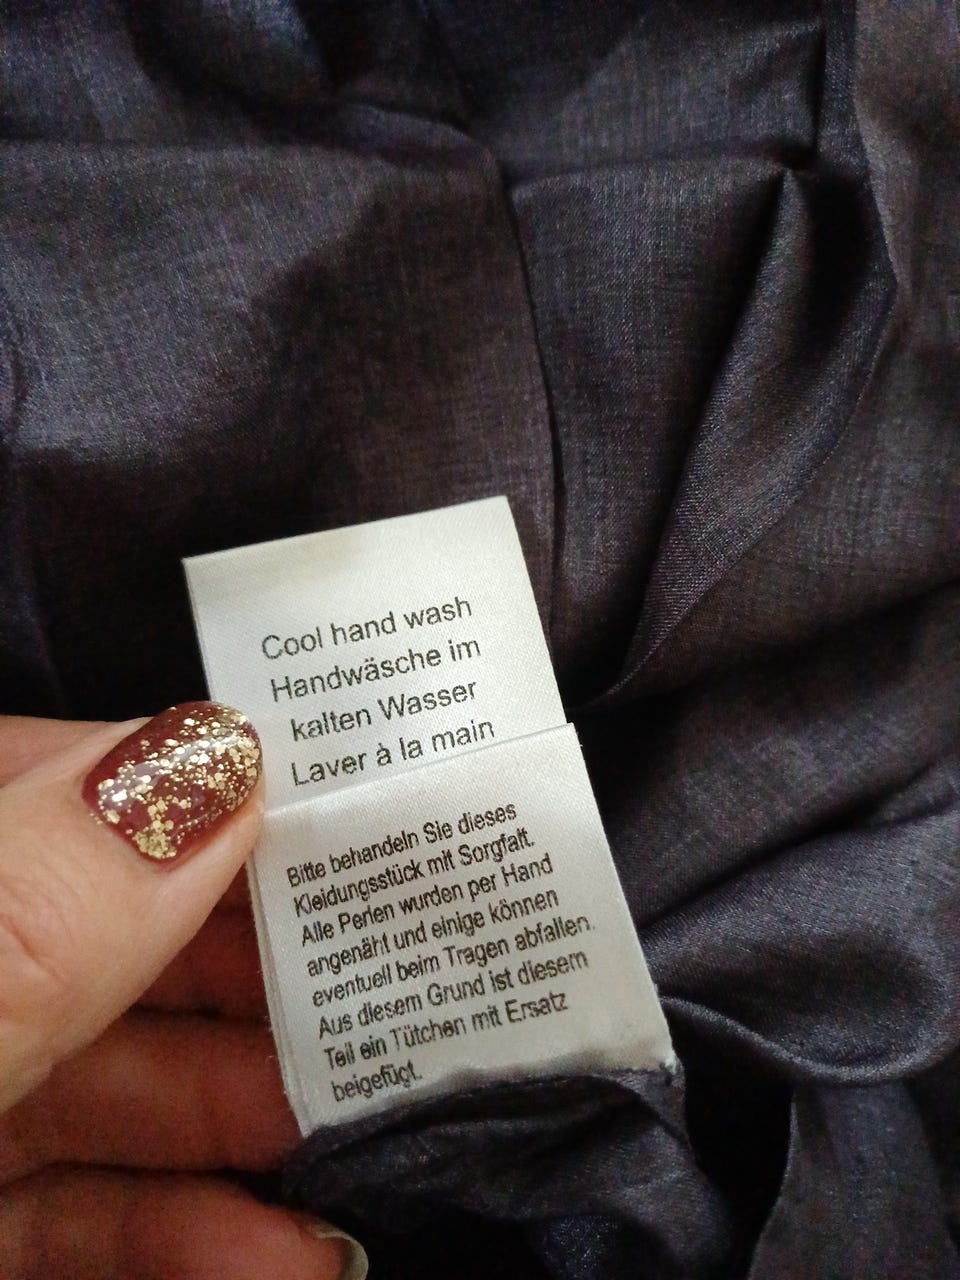 Cool hand wash
Handwäsche im
kalten Wasser
Laver à la main
Bitte behandeln Sie dieses
Kleidungsstück mit Sorgfalt.
Alle Perlen wurden per Hand
angenäht und einige können
eventuell beim Tragen abfallen.
Aus diesem Grund ist diesem
Teil ein Tütchen mit Ersatz
beigefügt.